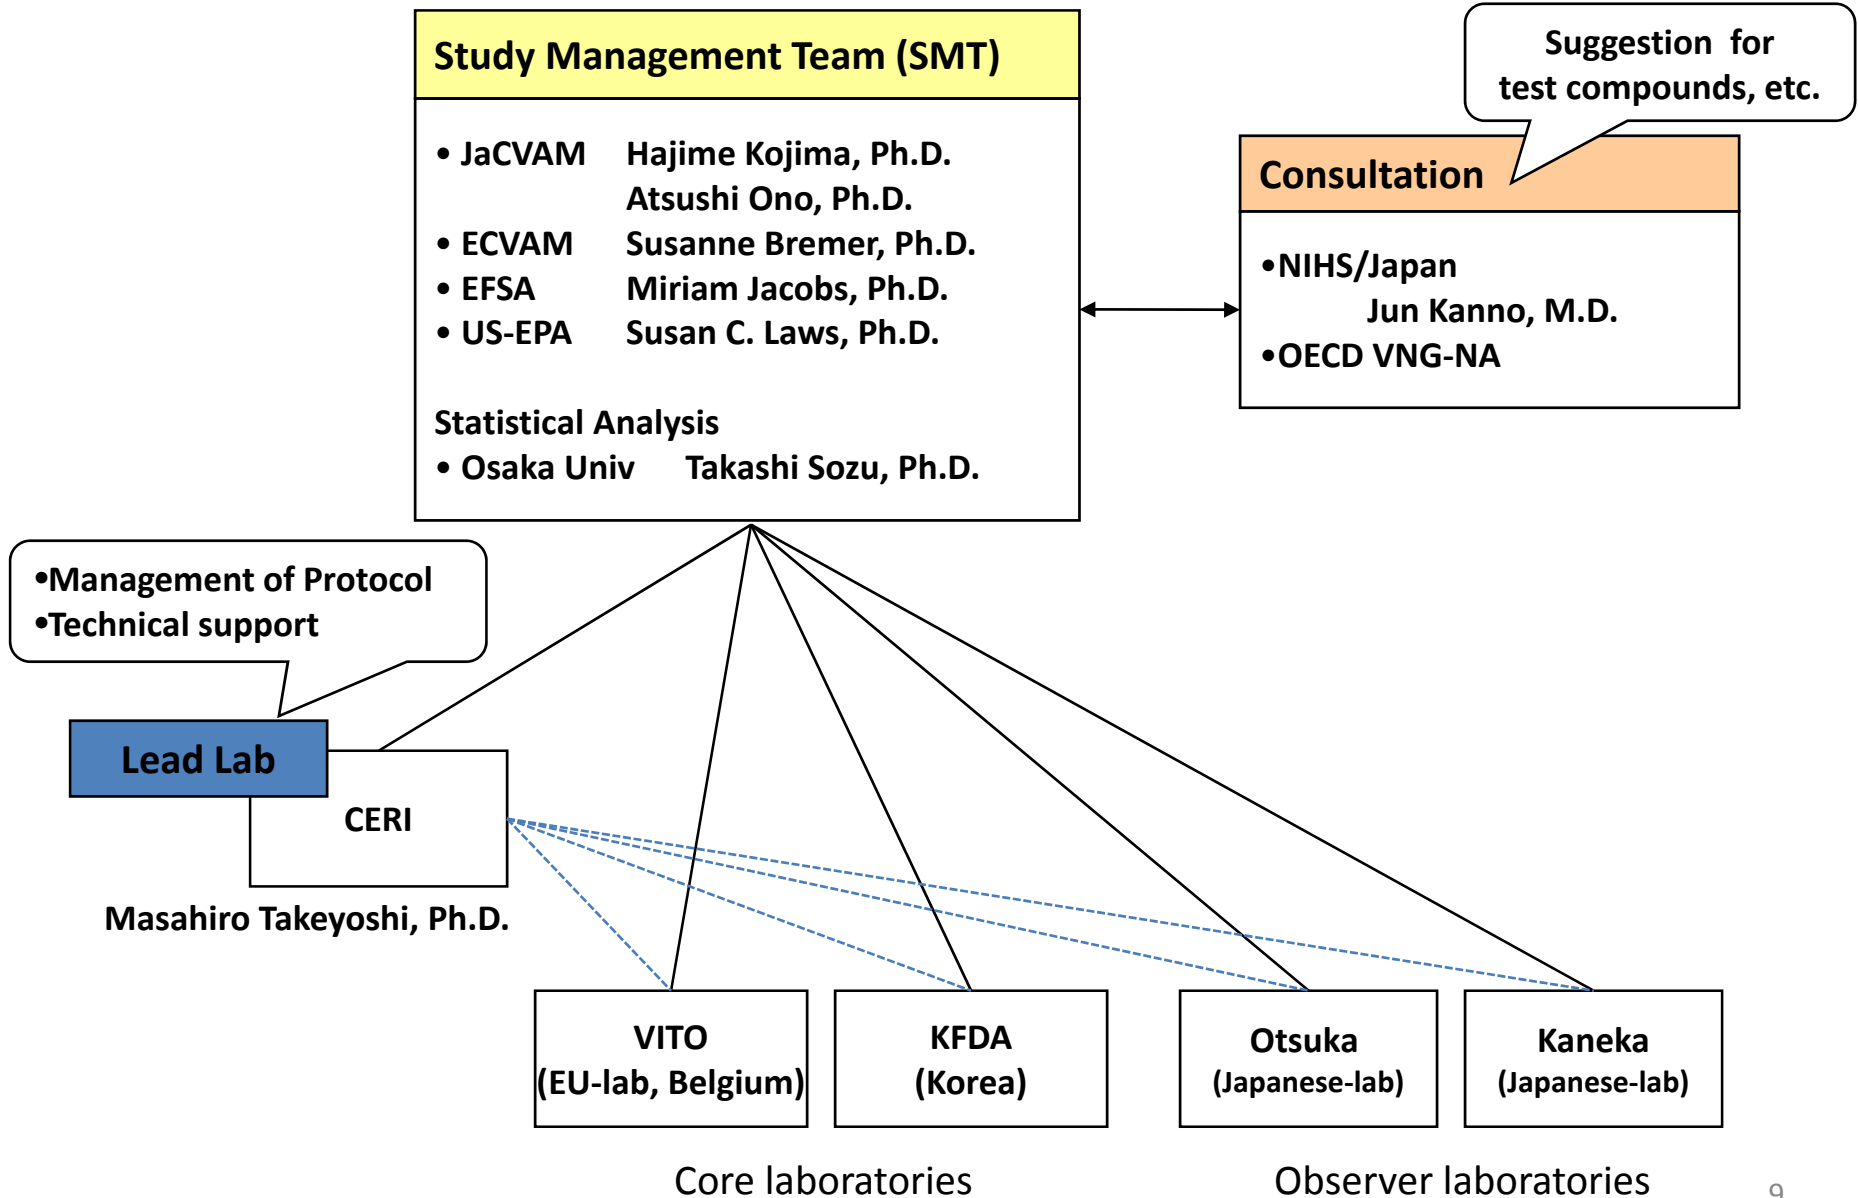 Study Management Team (SMT)
• JaCVAM Hajime Kojima, Ph.D.
Atsushi Ono, Ph.D.
• ECVAM Susanne Bremer, Ph.D.
• EFSA Miriam Jacobs, Ph.D.
• US-EPA Susan C. Laws, Ph.D.
Statistical Analysis
• Osaka Univ Takashi Sozu, Ph.D.
Suggestion for
test compounds, etc.
Consultation
•NIHS/Japan
Jun Kanno, M.D.
•OECD VNG-NA
•Management of Protocol
•Technical support
Lead Lab
CERI
Masahiro Takeyoshi, Ph.D.
VITO
(EU-lab, Belgium)
KFDA
(Korea)
Otsuka
(Japanese-lab)
Kaneka
(Japanese-lab)
Core laboratories
Observer laboratories
9